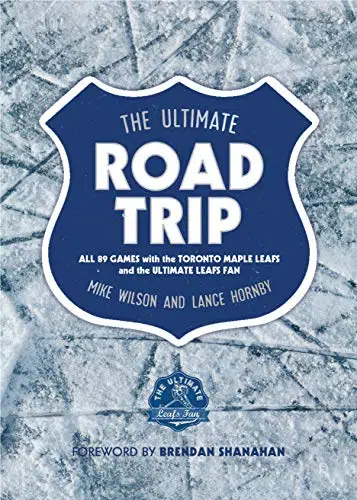 THE ULTIMATE
ROAD
TRIP
ALL 89 GAMES with the TORONTO MAPLE LEAFS
and the ULTIMATE LEAFS FAN
MIKE WILSON AND LANCE HORNBY
THE ULTIMATE
Leafs Fan
FOREWORD BY BRENDAN SHANAHAN